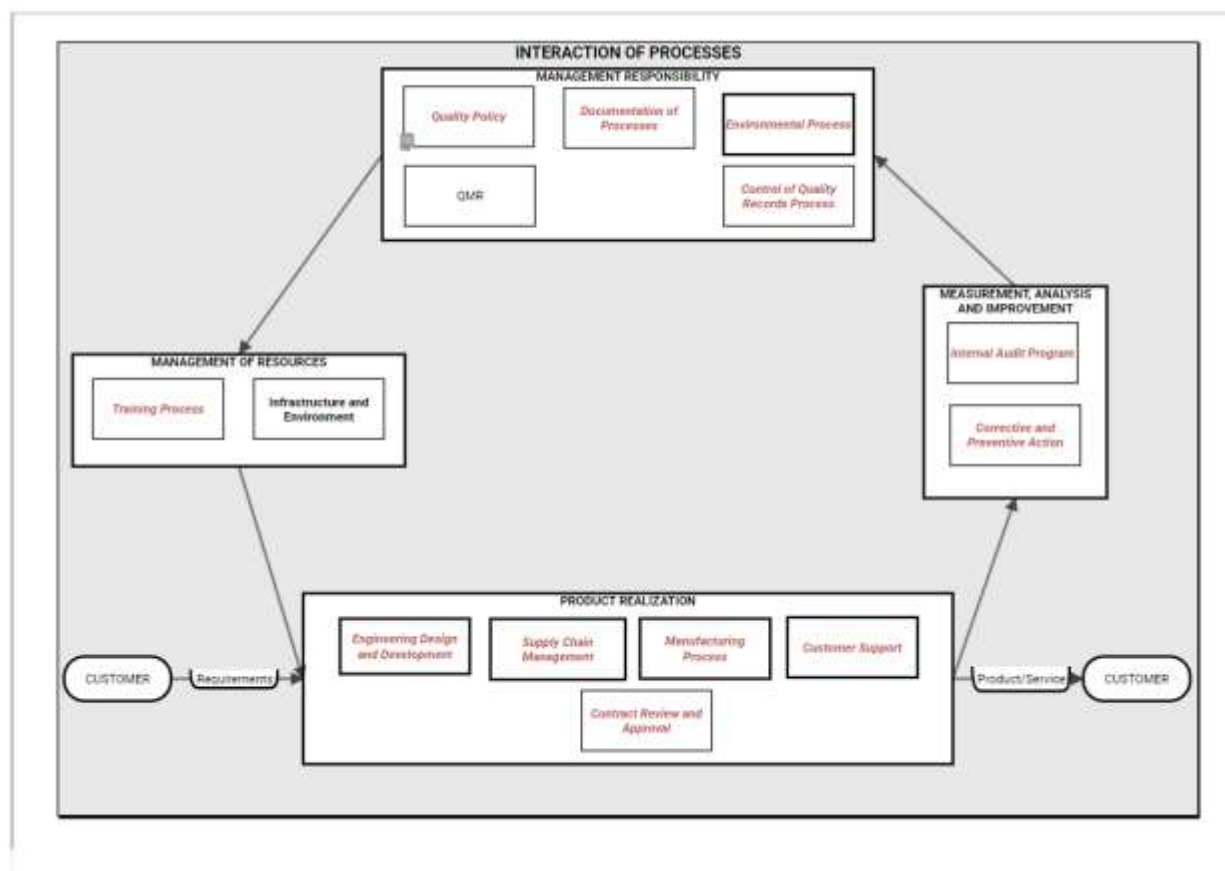 INTERACTION OF PROCESSES
MANAGEMENT RESPONSIBILITY
Quality Policy
Documentation of
Processes
Environmental Process
QMR
Control of Quality
Records Process
MEASUREMENT, ANALYSIS
AND IMPROVEMENT
Internal Audit Program
Corrective and
Preventive Action
MANAGEMENT OF RESOURCES
Training Process
Infrastructure and
Environment
PRODUCT REALIZATION
Engineering Design
and Development
Supply Chain
Management
Manufacturing
Process
Customer Support
Contract Review and
Approval
CUSTOMER
Requirements
Product/Service
CUSTOMER